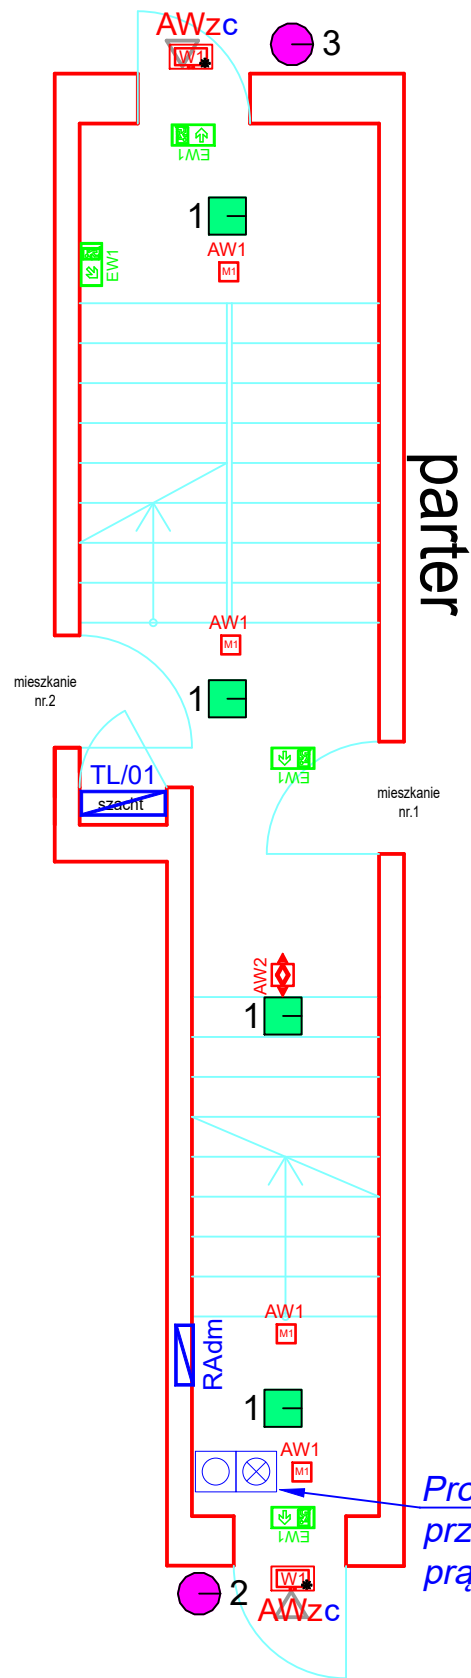 AWzc
3
W1
EW1
1
AW1
M1
EW1
parter
AW1
M1
mieszkanie
nr.2
1
TL/01
szacht
EW1
mieszkanie
nr.1
AW2
1
AW1
M1
RAdm
1
AW1
M1
Pro
prz
prą
EW1
W1
2
AWzc